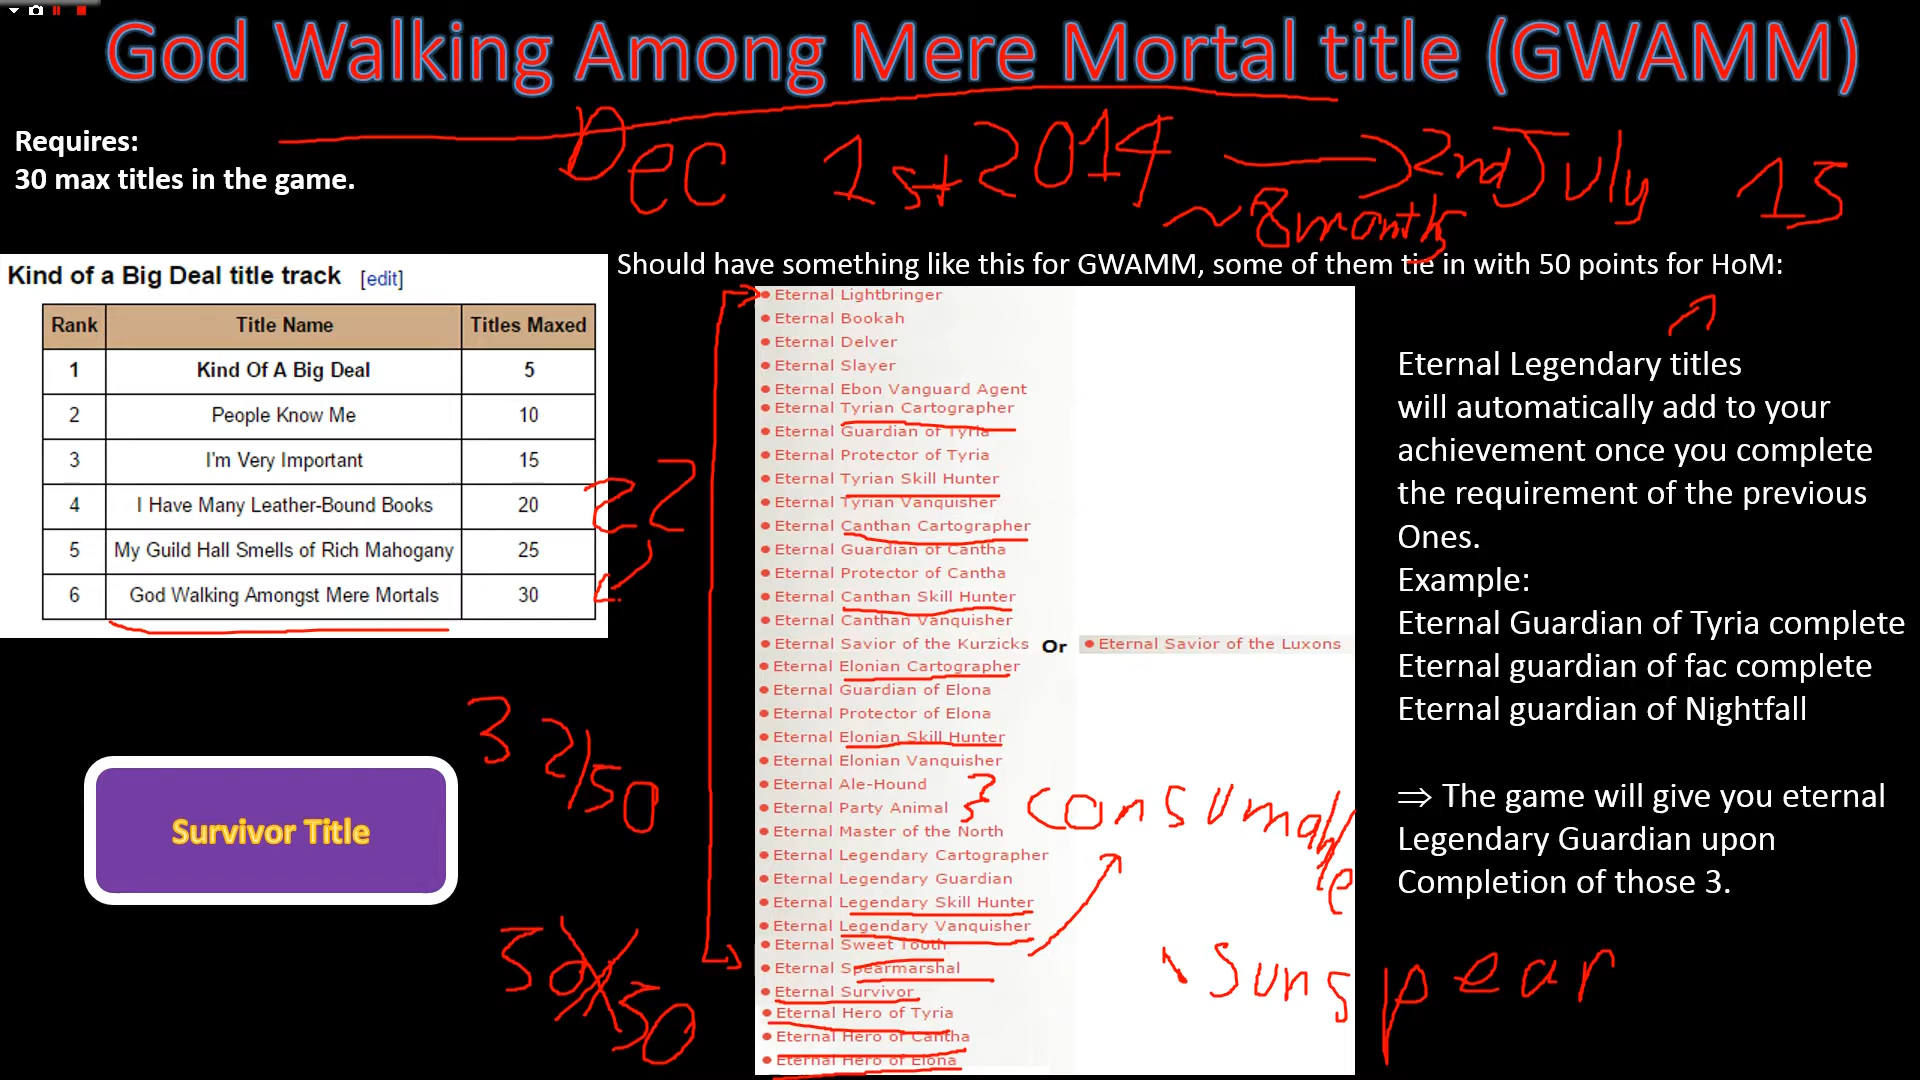 God Walking Among Mere Mortal title (GWAMM)
Requires:
30 max titles in the game.
Dec 1st 2014 → 2nd July 15
~8months
Should have something like this for GWAMM, some of them tie in with 50 points for HoM:
Kind of a Big Deal title track [edit]
Rank Title Name Titles Maxed
1 Kind Of A Big Deal 5
2 People Know Me 10
3 I'm Very Important 15
4 I Have Many Leather-Bound Books 20
5 My Guild Hall Smells of Rich Mahogany 25
6 God Walking Amongst Mere Mortals 30
22
32/50
Survivor Title
50/50
Eternal Lightbringer
Eternal Bookah
Eternal Delver
Eternal Slayer
Eternal Ebon Vanguard Agent
Eternal Tyrian Cartographer
Eternal Guardian of Tyria
Eternal Protector of Tyria
Eternal Tyrian Skill Hunter
Eternal Tyrian Vanquisher
Eternal Canthan Cartographer
Eternal Guardian of Cantha
Eternal Protector of Cantha
Eternal Canthan Skill Hunter
Eternal Canthan Vanquisher
Eternal Savior of the Kurzicks Or Eternal Savior of the Luxons
Eternal Elonian Cartographer
Eternal Guardian of Elona
Eternal Protector of Elona
Eternal Elonian Skill Hunter
Eternal Elonian Vanquisher
Eternal Ale-Hound
Eternal Party Animal
Eternal Master of the North
Eternal Legendary Cartographer
Eternal Legendary Guardian
Eternal Legendary Skill Hunter
Eternal Legendary Vanquisher
Eternal Sweet Tooth
Eternal Spearmarshal
Eternal Survivor
Eternal Hero of Tyria
Eternal Hero of Cantha
Eternal Hero of Elona
consumable
Sunspear
Eternal Legendary titles
will automatically add to your
achievement once you complete
the requirement of the previous
Ones.
Example:
Eternal Guardian of Tyria complete
Eternal guardian of fac complete
Eternal guardian of Nightfall
⇒ The game will give you eternal
Legendary Guardian upon
Completion of those 3.